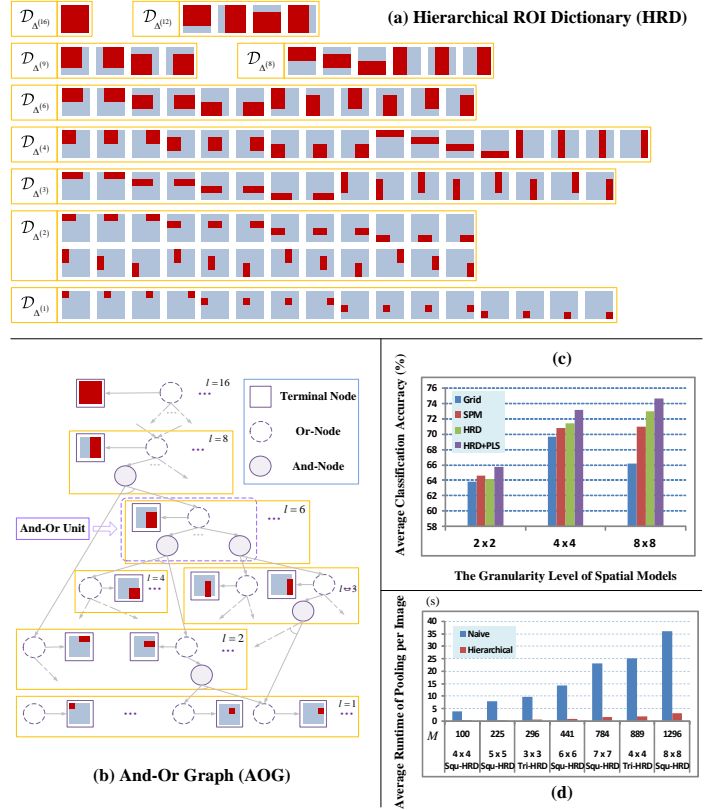 (a) Hierarchical ROI Dictionary (HRD)
𝒟Δ(16)
𝒟Δ(12)
𝒟Δ(9)
𝒟Δ(8)
𝒟Δ(6)
𝒟Δ(4)
𝒟Δ(3)
𝒟Δ(2)
𝒟Δ(1)
l = 16
...
...
l = 8
...
...
And-Or Unit
l = 6
...
l = 4
...
l ⇔ 3
...
l = 2
...
l = 1
...
...
...
Terminal Node
Or-Node
And-Node
(b) And-Or Graph (AOG)
(c)
Average Classification Accuracy (%)
76
74
72
70
68
66
64
62
60
58
Grid
SPM
HRD
HRD+PLS
2 x 2
4 x 4
8 x 8
The Granularity Level of Spatial Models
(s)
Average Runtime of Pooling per Image
40
35
30
25
20
15
10
5
0
Naive
Hierarchical
M
100 225 296 441 784 889 1296
4 x 4 5 x 5 3 x 3 6 x 6 7 x 7 4 x 4 8 x 8
Squ-HRD Squ-HRD Tri-HRD Squ-HRD Squ-HRD Tri-HRD Squ-HRD
(d)